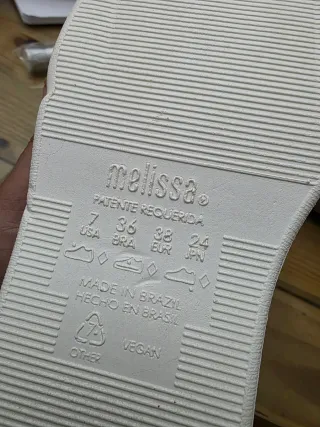 melissa®
PATENTE REQUERIDA
7 36 38 24
USA BRA EUR JPN
MADE IN BRAZIL
HECHO EN BRASIL
7
OTHER VEGAN